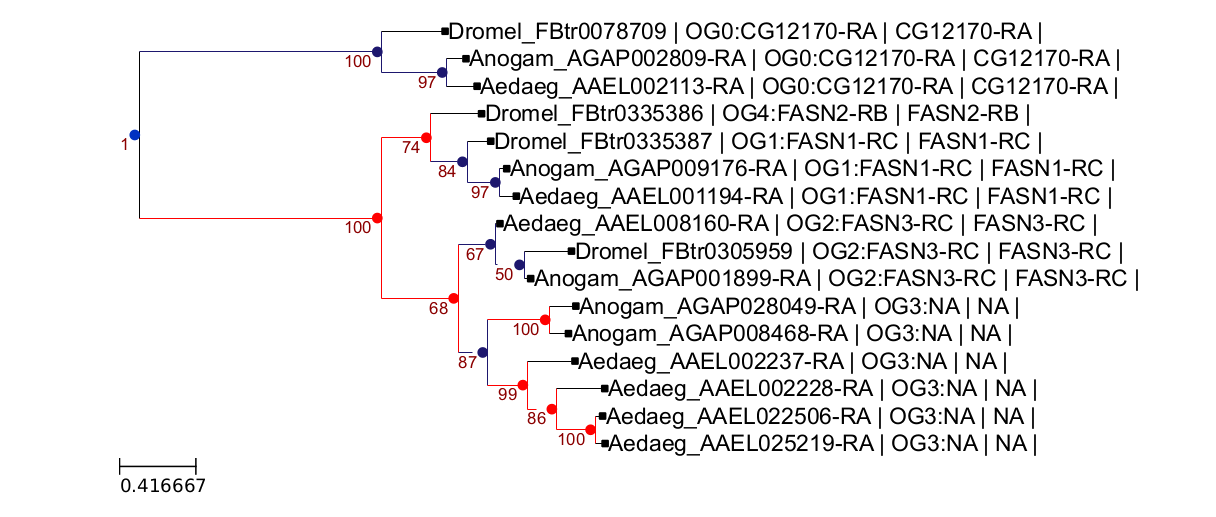 Dromel_FBtr0078709 | OG0:CG12170-RA | CG12170-RA |
100
Anogam_AGAP002809-RA | OG0:CG12170-RA | CG12170-RA |
97
Aedaeg_AAEL002113-RA | OG0:CG12170-RA | CG12170-RA |
Dromel_FBtr0335386 | OG4:FASN2-RB | FASN2-RB |
1
74
Dromel_FBtr0335387 | OG1:FASN1-RC | FASN1-RC |
84
Anogam_AGAP009176-RA | OG1:FASN1-RC | FASN1-RC |
97
Aedaeg_AAEL001194-RA | OG1:FASN1-RC | FASN1-RC |
100
Aedaeg_AAEL008160-RA | OG2:FASN3-RC | FASN3-RC |
67
Dromel_FBtr0305959 | OG2:FASN3-RC | FASN3-RC |
50
Anogam_AGAP001899-RA | OG2:FASN3-RC | FASN3-RC |
68
Anogam_AGAP028049-RA | OG3:NA | NA |
100
Anogam_AGAP008468-RA | OG3:NA | NA |
87
Aedaeg_AAEL002237-RA | OG3:NA | NA |
99
Aedaeg_AAEL002228-RA | OG3:NA | NA |
86
Aedaeg_AAEL022506-RA | OG3:NA | NA |
100
Aedaeg_AAEL025219-RA | OG3:NA | NA |
0.416667